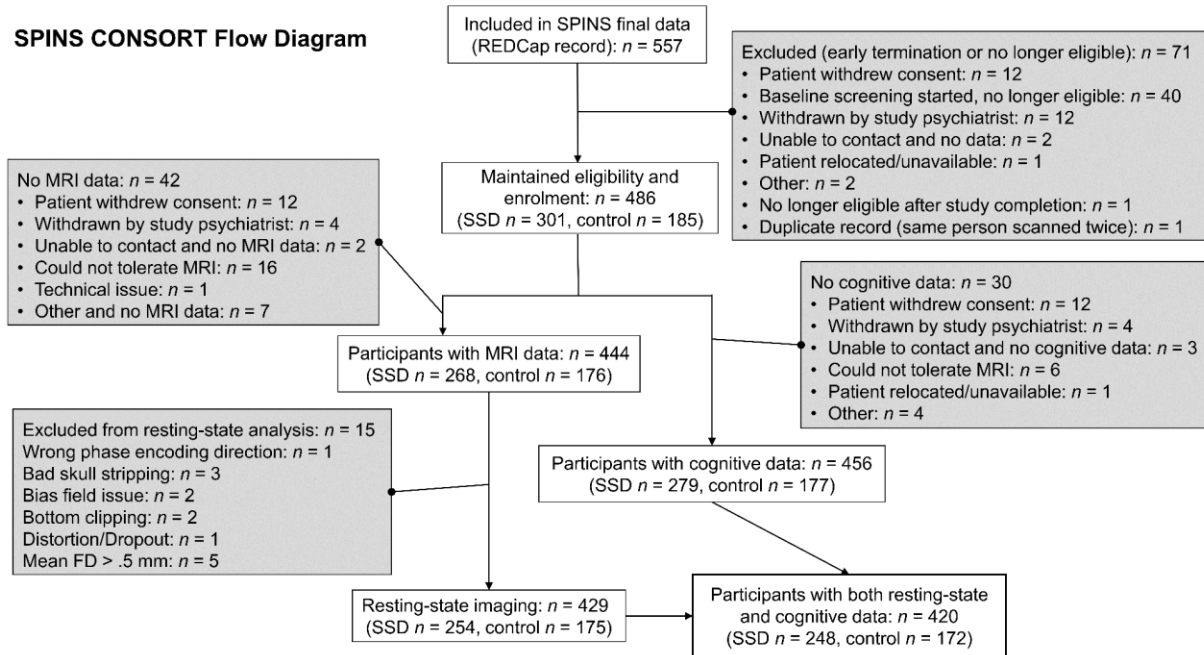 SPINS CONSORT Flow Diagram
Included in SPINS final data
(REDCap record): n = 557
Excluded (early termination or no longer eligible): n = 71
• Patient withdrew consent: n = 12
• Baseline screening started, no longer eligible: n = 40
• Withdrawn by study psychiatrist: n = 12
• Unable to contact and no data: n = 2
• Patient relocated/unavailable: n = 1
• Other: n = 2
• No longer eligible after study completion: n = 1
• Duplicate record (same person scanned twice): n = 1
Maintained eligibility and
enrolment: n = 486
(SSD = 301, control = 185)
No MRI data: n = 42
• Patient withdrew consent: n = 12
• Withdrawn by study psychiatrist: n = 4
• Unable to contact and no MRI data: n = 2
• Could not tolerate MRI: n = 16
• Technical issue: n = 1
• Other and no MRI data: n = 7
No cognitive data: n = 30
• Patient withdrew consent: n = 12
• Withdrawn by study psychiatrist: n = 4
• Unable to contact and no cognitive data: n = 3
• Could not tolerate MRI: n = 6
• Patient relocated/unavailable: n = 1
• Other: n = 4
Participants with MRI data: n = 444
(SSD n = 268, control n = 176)
Excluded from resting-state analysis: n = 15
Wrong phase encoding direction: n = 1
Bad skull stripping: n = 3
Bias field issue: n = 2
Bottom clipping: n = 2
Distortion/Dropout: n = 1
Mean FD > .5 mm: n = 5
Participants with cognitive data: n = 456
(SSD n = 279, control n = 177)
Resting-state imaging: n = 429
(SSD n = 254, control n = 175)
Participants with both resting-state
and cognitive data: n = 420
(SSD n = 248, control n = 172)